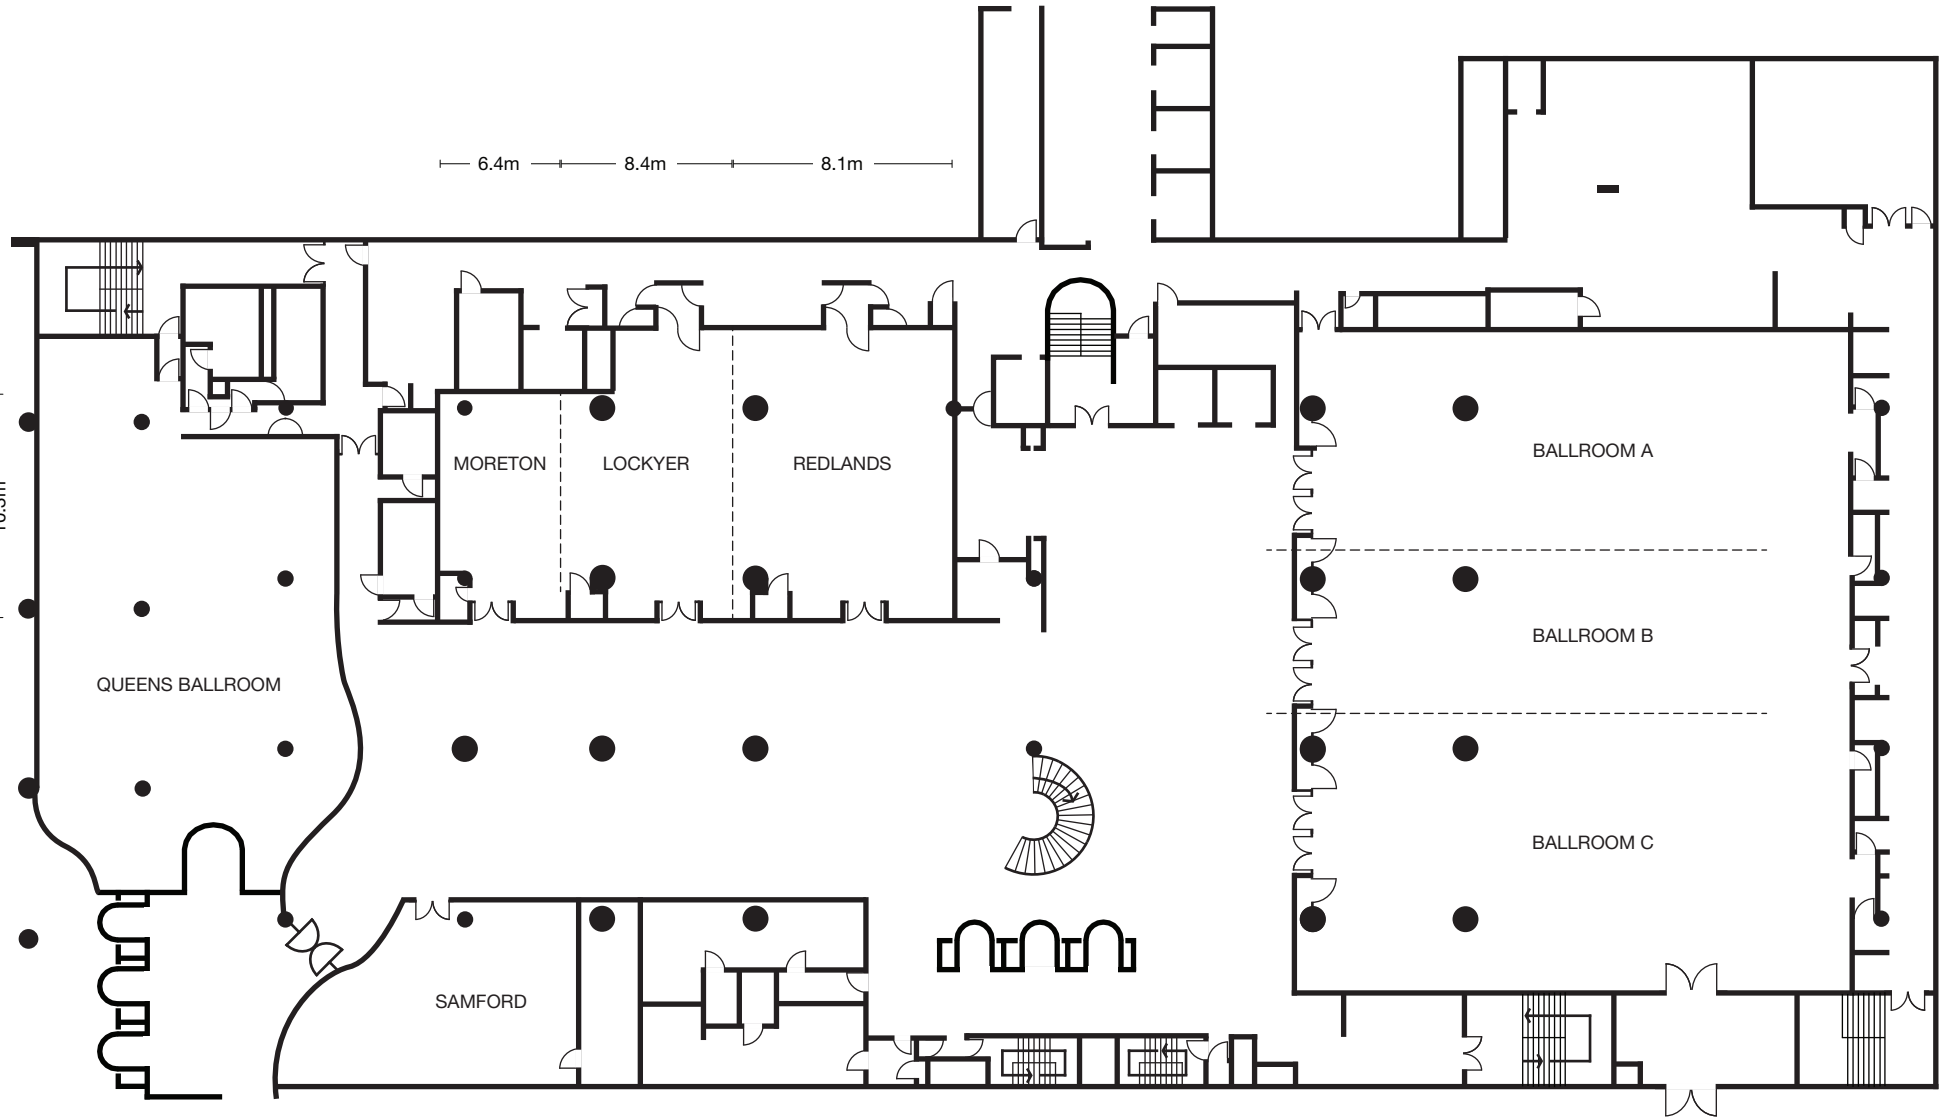 6.4m 8.4m 8.1m
MORETON LOCKYER REDLANDS
BALLROOM A
BALLROOM B
QUEENS BALLROOM
BALLROOM C
SAMFORD